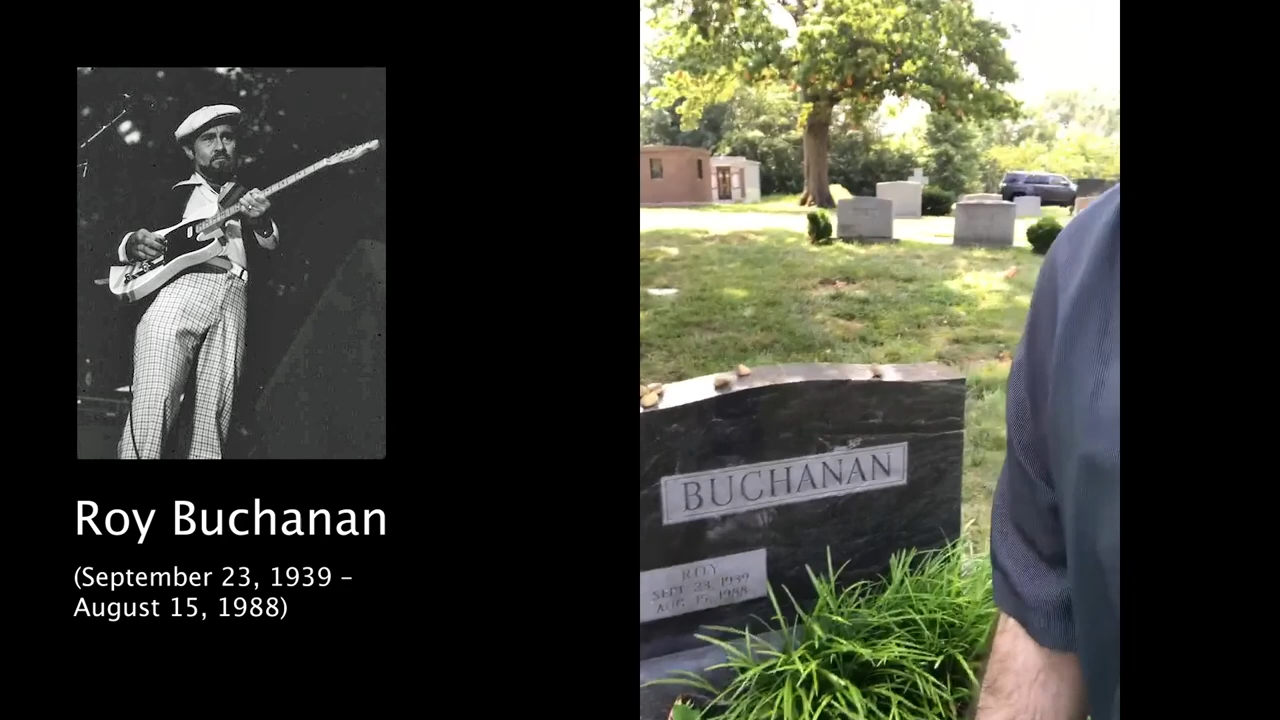 Roy Buchanan
(September 23, 1939 –
August 15, 1988)
BUCHANAN
ROY
SEPT 23, 1939
AUG 15, 1988